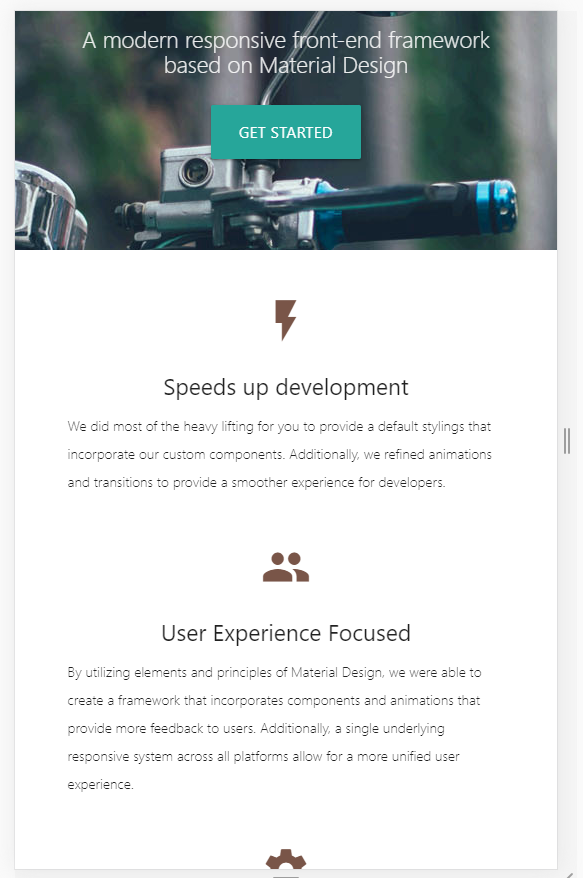 A modern responsive front-end framework
based on Material Design
GET STARTED
Speeds up development
We did most of the heavy lifting for you to provide a default stylings that
incorporate our custom components. Additionally, we refined animations
and transitions to provide a smoother experience for developers.
User Experience Focused
By utilizing elements and principles of Material Design, we were able to
create a framework that incorporates components and animations that
provide more feedback to users. Additionally, a single underlying
responsive system across all platforms allow for a more unified user
experience.